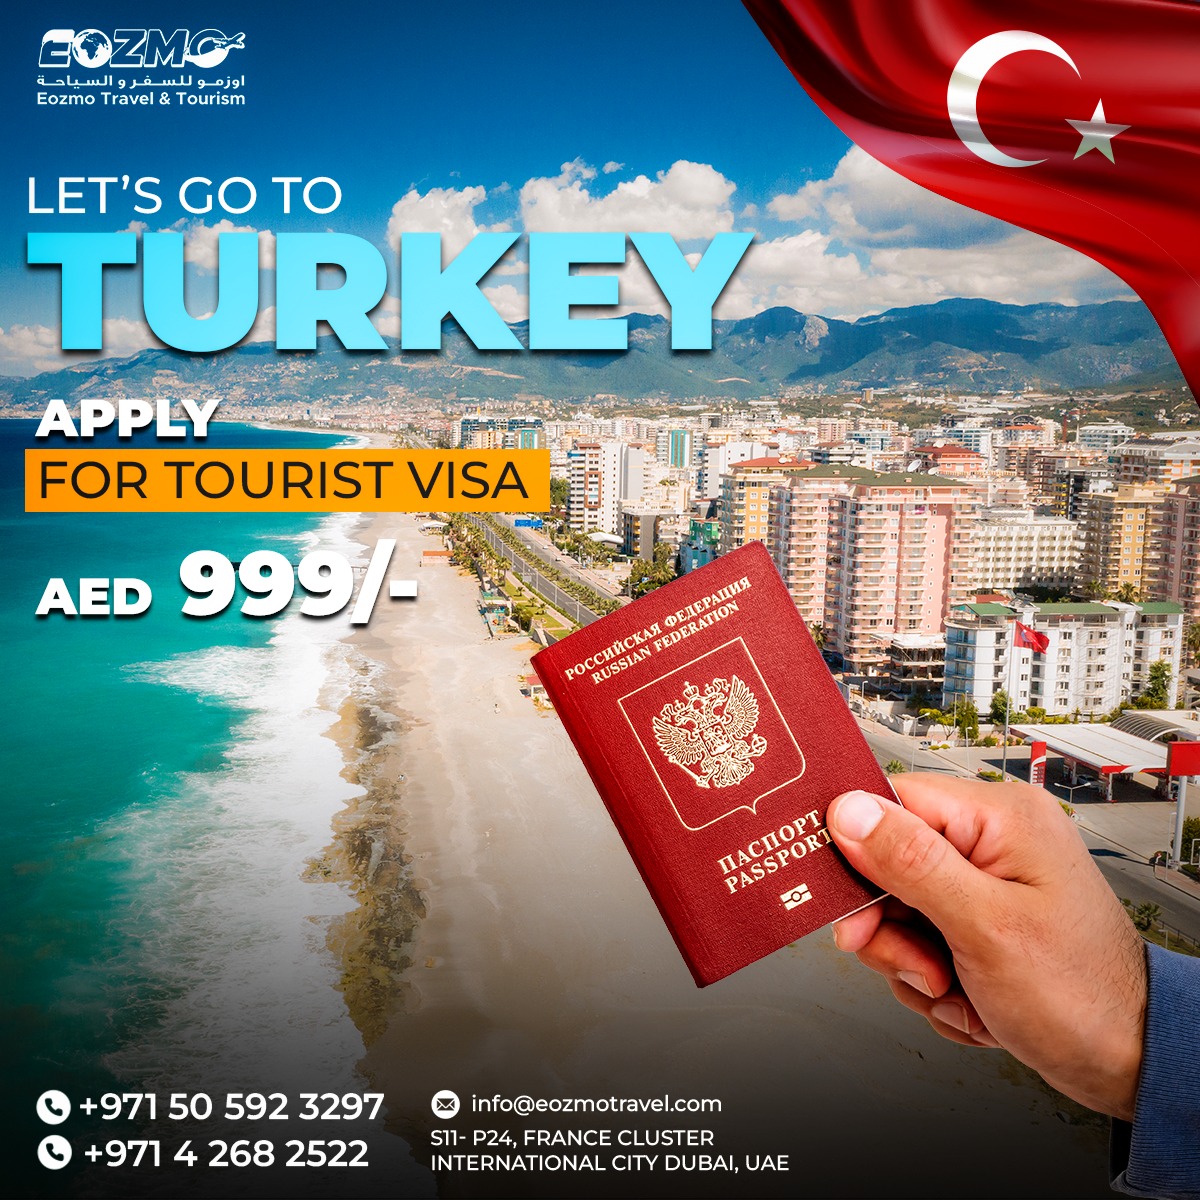 EOZMO
اوزمو للسفر و السياحة
Eozmo Travel & Tourism
LET'S GO TO
TURKEY
APPLY
FOR TOURIST VISA
AED 999/-
РОССИЙСКАЯ ФЕДЕРАЦИЯ
RUSSIAN FEDERATION
ПАСПОРТ
PASSPORT
+971 50 592 3297
+971 4 268 2522
info@eozmotravel.com
S11- P24, FRANCE CLUSTER
INTERNATIONAL CITY DUBAI, UAE